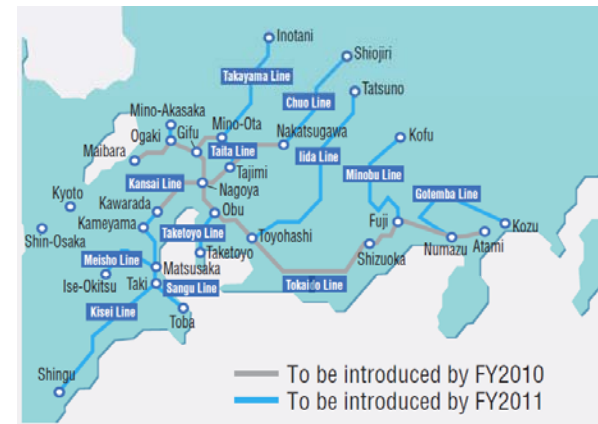 Inotani
Shiojiri
Takayama Line
Tatsuno
Chuo Line
Mino-Akasaka
Mino-Ota
Ogaki
Gifu
Nakatsugawa
Kofu
Maibara
Taita Line
Iida Line
Tajimi
Minobu Line
Kansai Line
Nagoya
Gotemba Line
Kyoto
Kawarada
Obu
Kameyama
Taketoyo Line
Toyohashi
Fuji
Kozu
Shin-Osaka
Numazu
Atami
Taketoyo
Shizuoka
Meisho Line
Matsusaka
Ise-Okitsu
Taki
Sangu Line
Tokaido Line
Kisei Line
Toba
Shingu
To be introduced by FY2010
To be introduced by FY2011